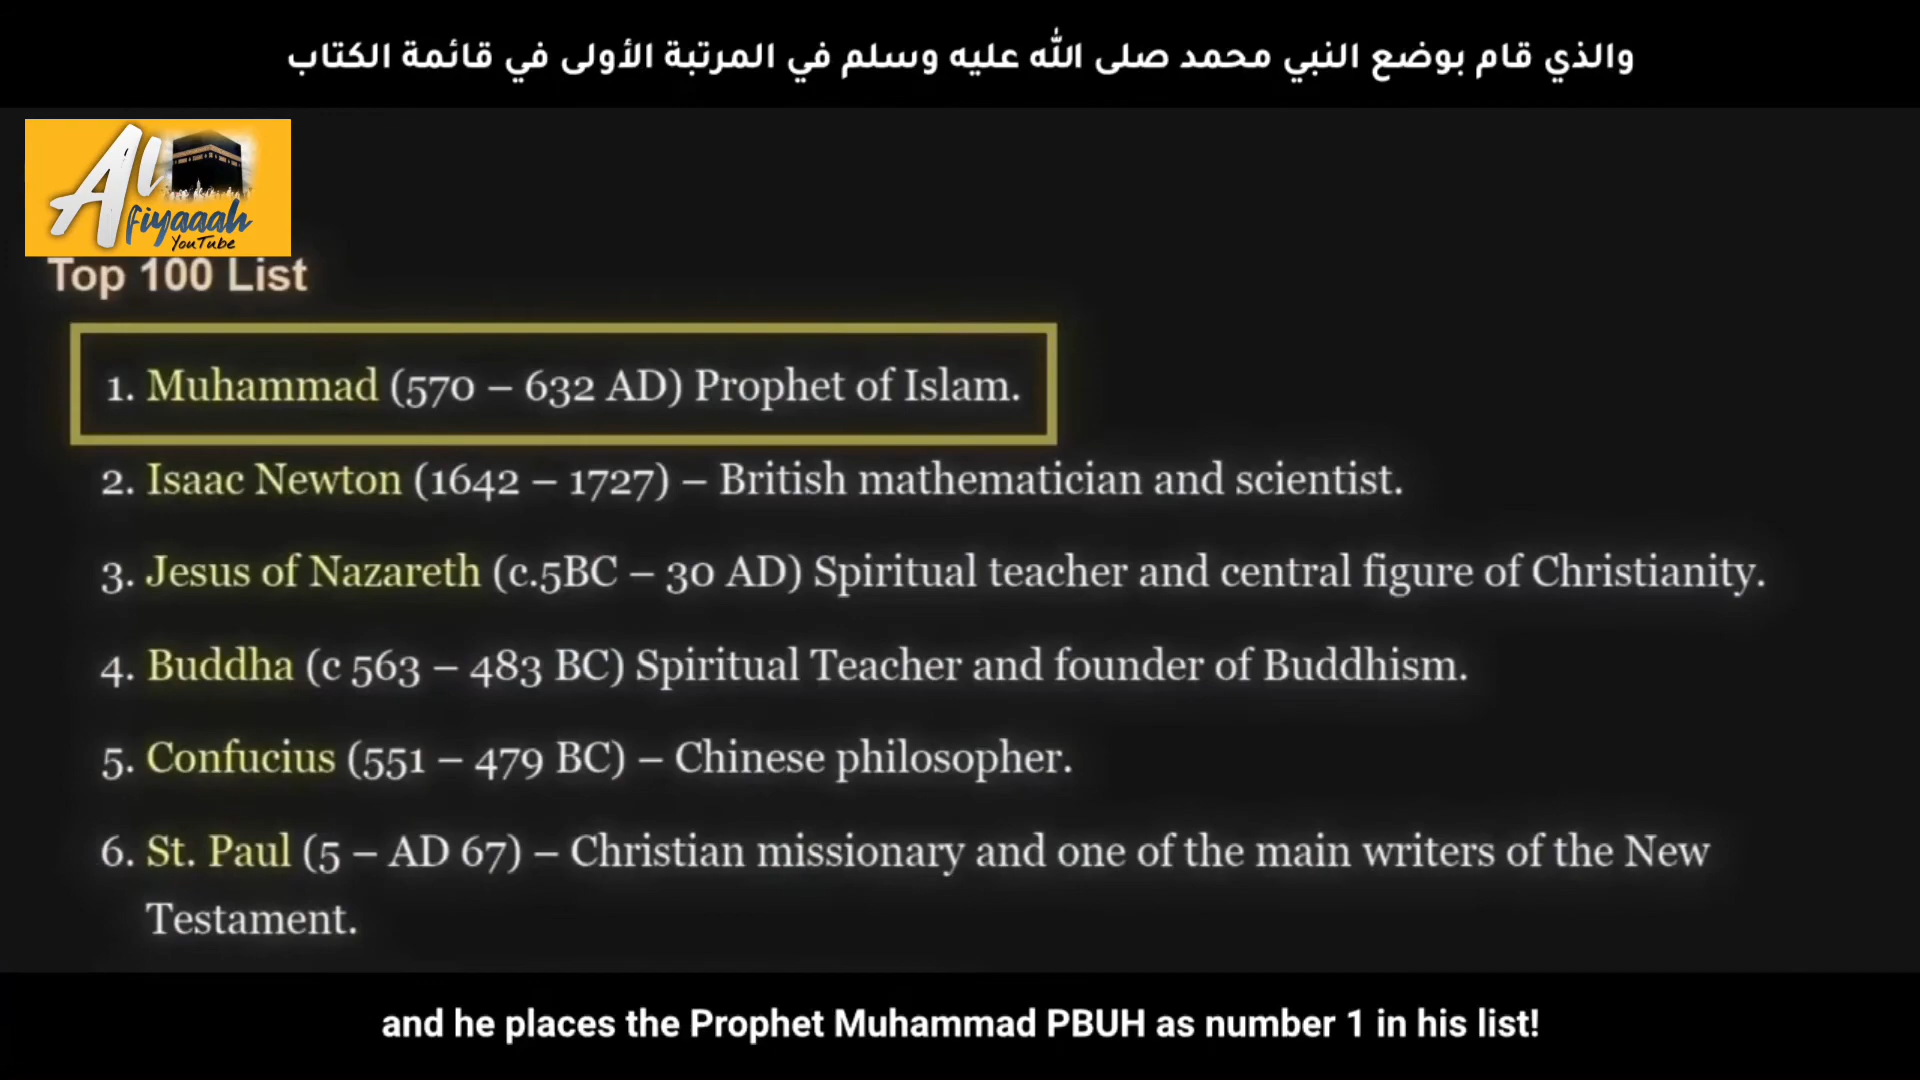 والذي قام بوضع النبي محمد صلى الله عليه وسلم في المرتبة الأولى في قائمة الكتاب
Al
fiyaaah
YouTube
Top 100 List
1. Muhammad (570 – 632 AD) Prophet of Islam.
2. Isaac Newton (1642 – 1727) – British mathematician and scientist.
3. Jesus of Nazareth (c.5BC – 30 AD) Spiritual teacher and central figure of Christianity.
4. Buddha (c 563 – 483 BC) Spiritual Teacher and founder of Buddhism.
5. Confucius (551 – 479 BC) – Chinese philosopher.
6. St. Paul (5 – AD 67) – Christian missionary and one of the main writers of the New
Testament.
and he places the Prophet Muhammad PBUH as number 1 in his list!